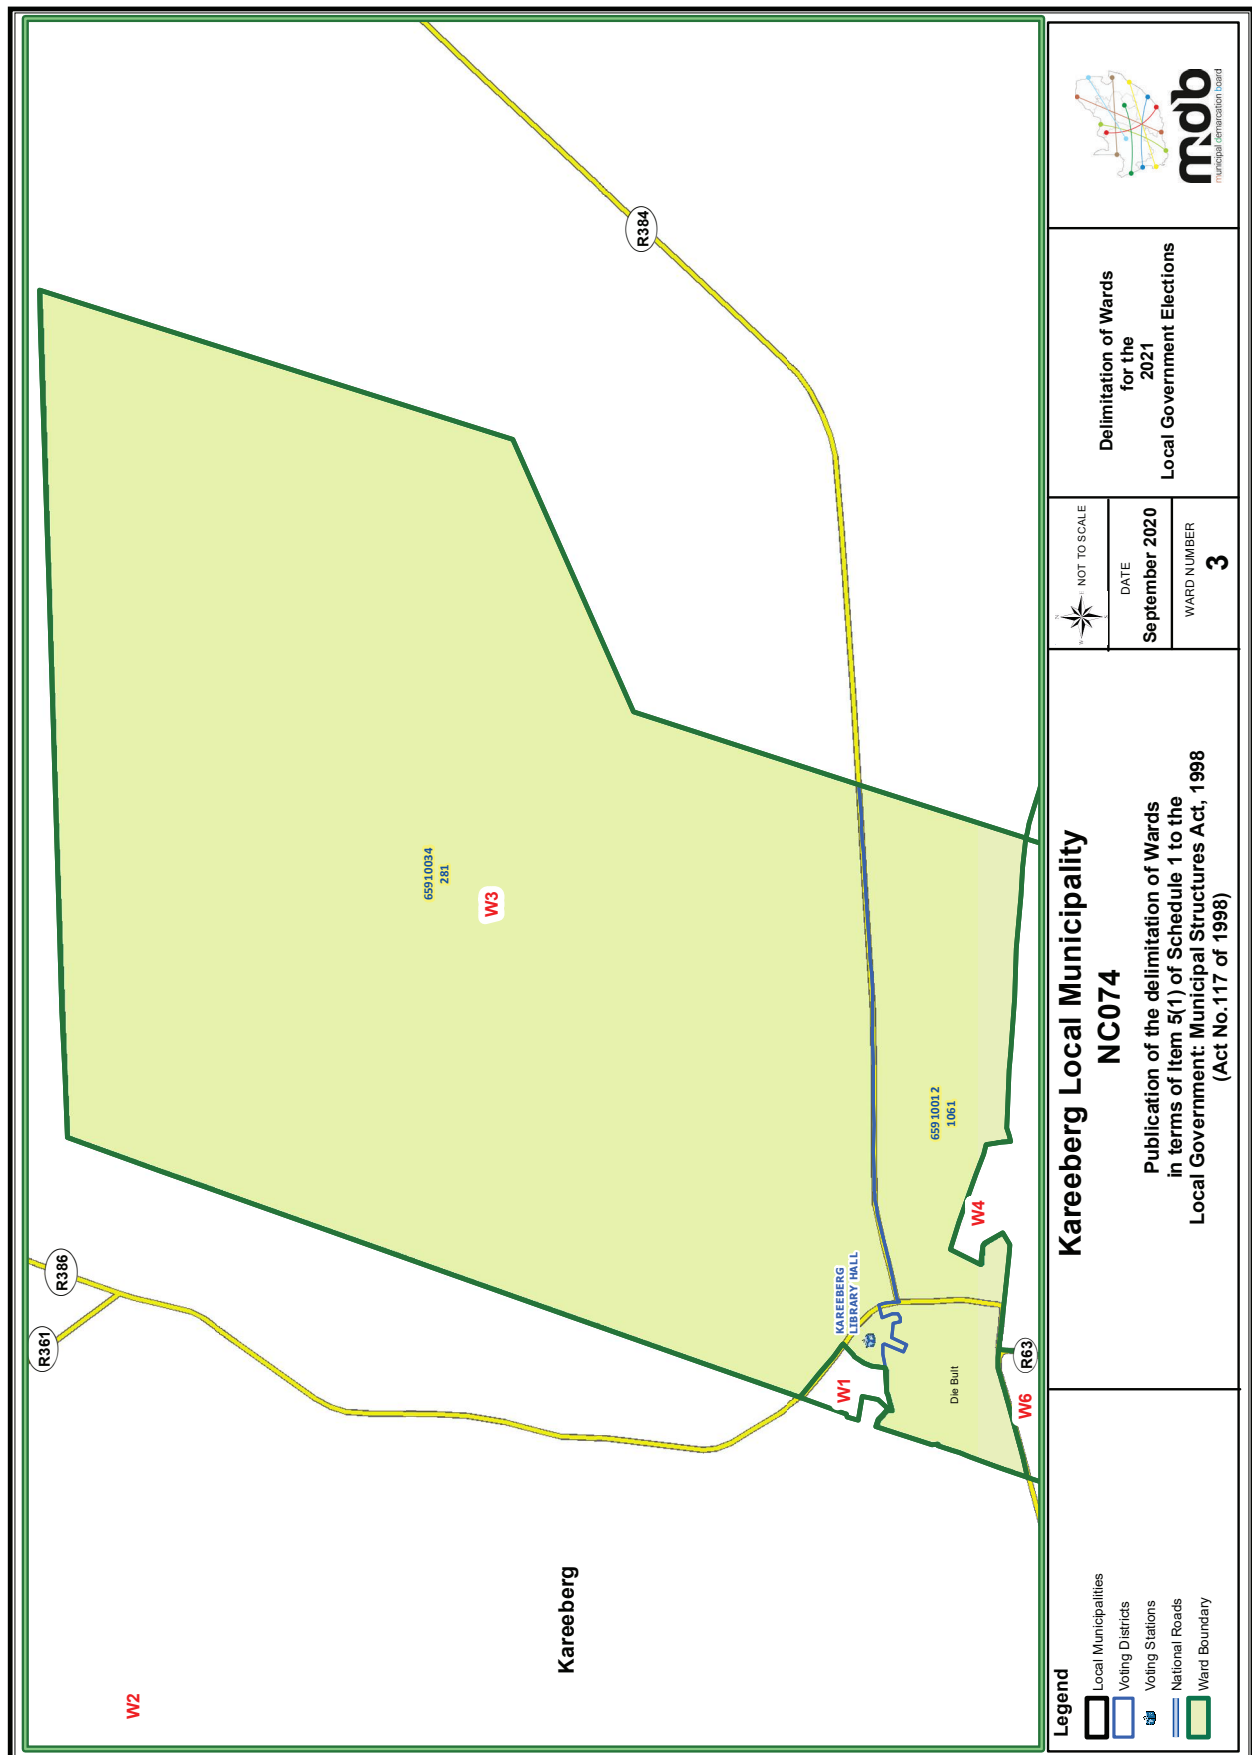 W2
Kareeberg
R361
R386
R384
65910034
281
W3
KAREEBERG
LIBRARY HALL
65910012
1061
W1
W4
Die Bult
W6
R63
Legend
Local Municipalities
Voting Districts
Voting Stations
National Roads
Ward Boundary
Kareeberg Local Municipality
NC074
Publication of the delimitation of Wards
in terms of Item 5(1) of Schedule 1 to the
Local Government: Municipal Structures Act, 1998
(Act No.117 of 1998)
N
W
E
S
NOT TO SCALE
DATE
September 2020
WARD NUMBER
3
Delimitation of Wards
for the
2021
Local Government Elections
mdb
municipal demarcation board